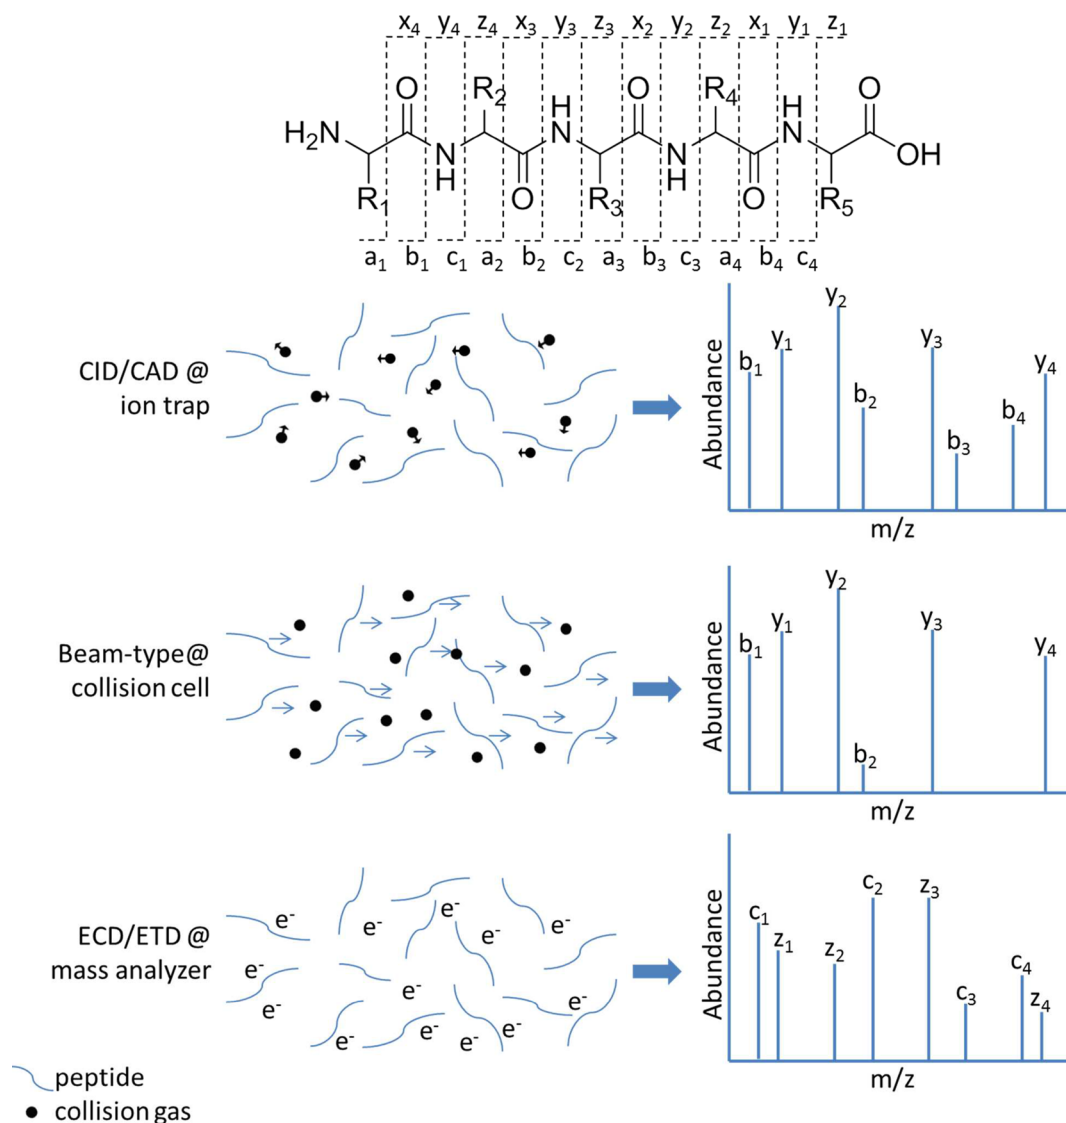 x4 y4 z4 x3 y3 z3 x2 y2 z2 x1 y1 z1
O R2 H N O R4 H N O
H2N N H O N H O OH
R1 R3 R5
a1 b1 c1 a2 b2 c2 a3 b3 c3 a4 b4 c4
CID/CAD @
ion trap
Abundance
b1 y1 y2 b2 y3 b3 b4 y4
m/z
Beam-type@
collision cell
Abundance
b1 y1 y2 b2 y3 y4
m/z
ECD/ETD @
mass analyzer
e- e- e- e- e- e- e- e- e- e- e- e-
Abundance
c1 z1 z2 c2 z3 c3 c4 z4
m/z
peptide
collision gas